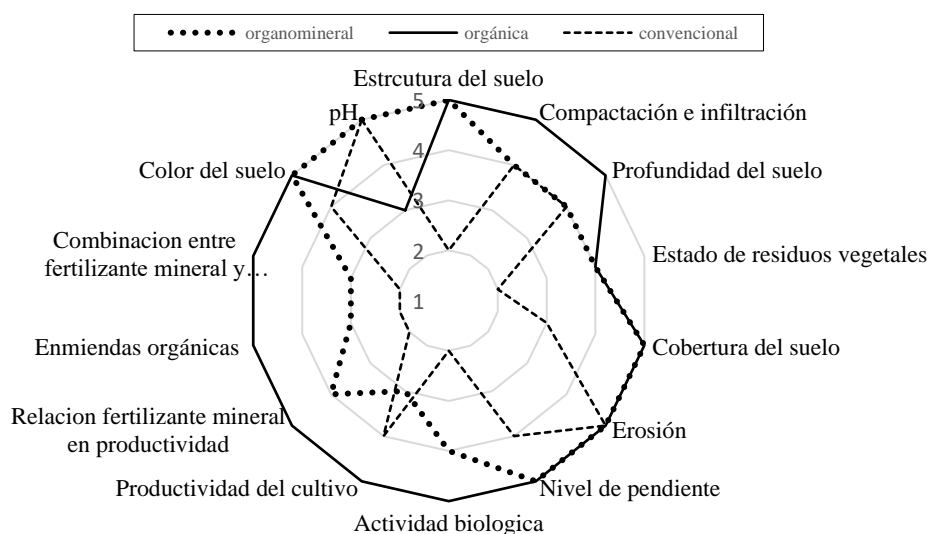 organomineral orgánica convencional
Estrcutura del suelo
5
pH
Compactación e infiltración
4
Color del suelo
Profundidad del suelo
3
Combinacion entre
fertilizante mineral y…
2
Estado de residuos vegetales
1
Enmiendas orgánicas
Cobertura del suelo
Relacion fertilizante mineral
en productividad
Erosión
Productividad del cultivo
Nivel de pendiente
Actividad biologica